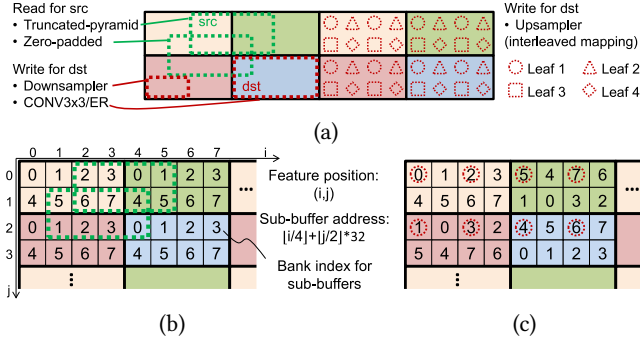 Read for src
• Truncated-pyramid
• Zero-padded
src
Write for dst
• Downsampler
• CONV3x3/ER
dst
Write for dst
• Upsampler
(interleaved mapping)
Leaf 1 Leaf 2
Leaf 3 Leaf 4
(a)
(b)
0 1 2 3 4 5 6 7 i
0 0 1 2 3 0 1 2 3
1 4 5 6 7 4 5 6 7 ...
2 0 1 2 3 0 1 2 3
3 4 5 6 7 4 5 6 7
j
Feature position:
(i,j)
Sub-buffer address:
⌊i/4⌋+⌊j/2⌋*32
Bank index for
sub-buffers
0 1 2 3 5 4 7 6
4 5 6 7 1 0 3 2 ...
1 0 3 2 4 5 6 7
5 4 7 6 0 1 2 3
(c)